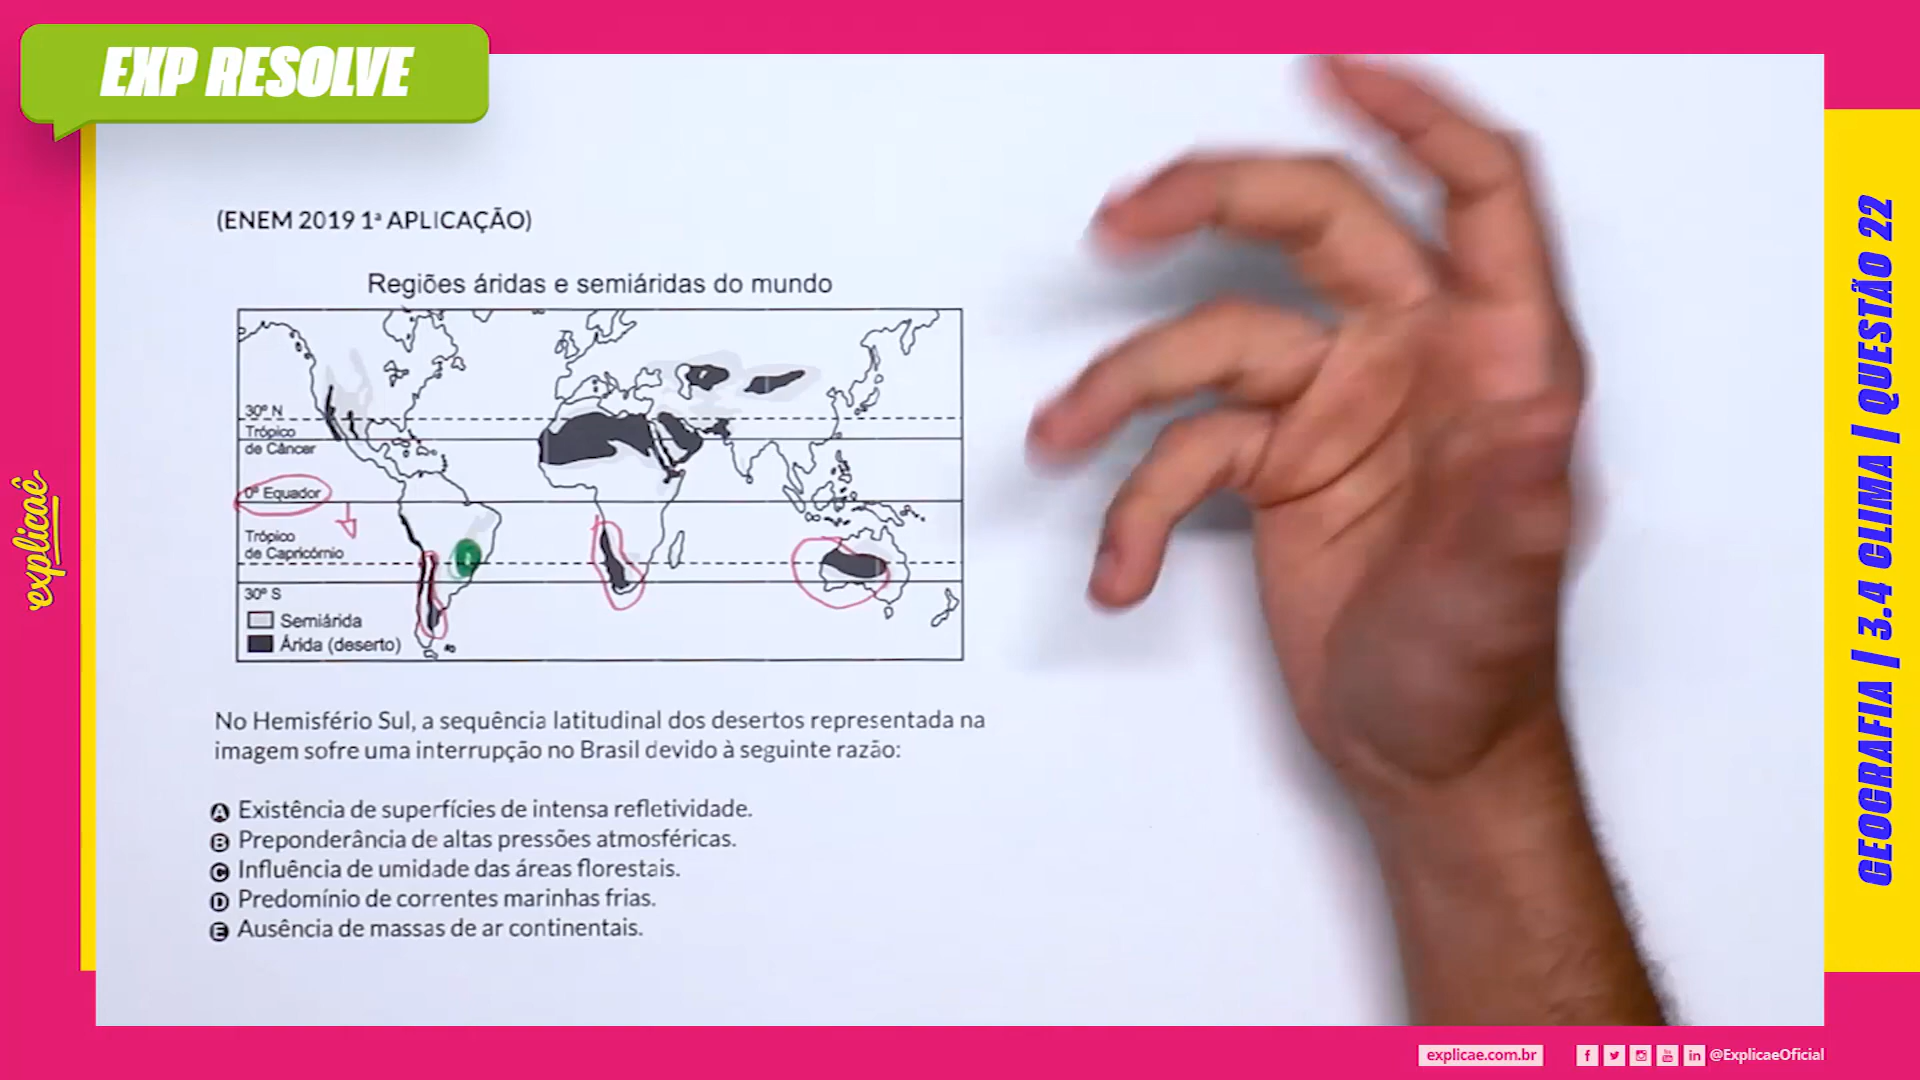 EXP RESOLVE
(ENEM 2019 1ª APLICAÇÃO)
Regiões áridas e semiáridas do mundo
30º N
Trópico
de Câncer
0º Equador
Trópico
de Capricórnio
30º S
Semiárida
Árida (deserto)
No Hemisfério Sul, a sequência latitudinal dos desertos representada na
imagem sofre uma interrupção no Brasil devido à seguinte razão:
A Existência de superfícies de intensa refletividade.
B Preponderância de altas pressões atmosféricas.
C Influência de umidade das áreas florestais.
D Predomínio de correntes marinhas frias.
E Ausência de massas de ar continentais.
explicaê
GEOGRAFIA | 3.4 CLIMA | QUESTÃO 22
explicae.com.br
@ExplicaeOficial